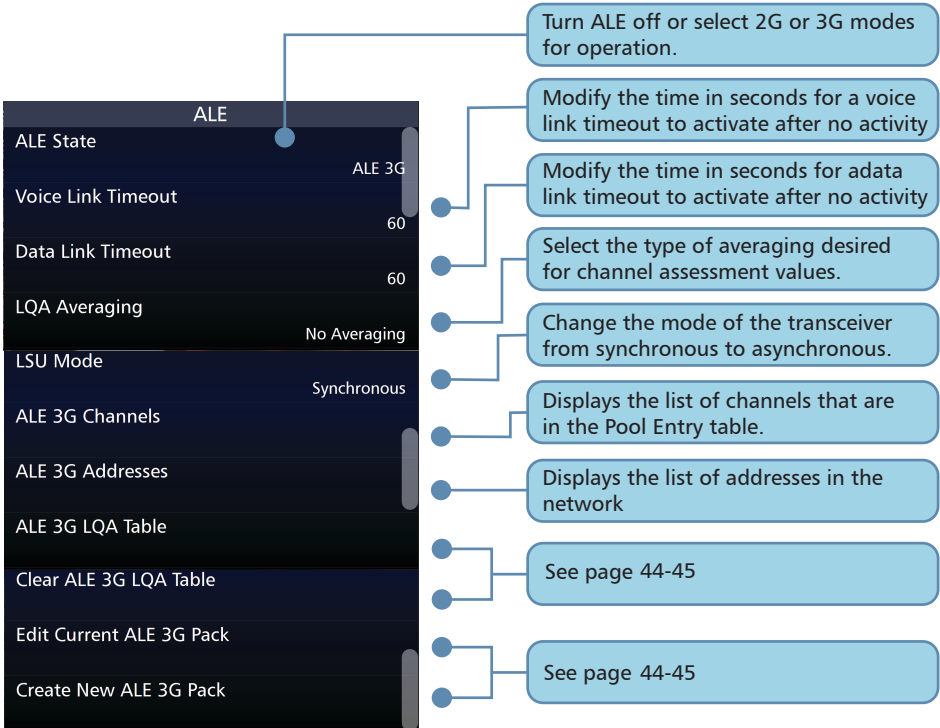 ALE
ALE State
ALE 3G
Voice Link Timeout
60
Data Link Timeout
60
LQA Averaging
No Averaging
LSU Mode
Synchronous
ALE 3G Channels
ALE 3G Addresses
ALE 3G LQA Table
Clear ALE 3G LQA Table
Edit Current ALE 3G Pack
Create New ALE 3G Pack
Turn ALE off or select 2G or 3G modes
for operation.
Modify the time in seconds for a voice
link timeout to activate after no activity
Modify the time in seconds for adata
link timeout to activate after no activity
Select the type of averaging desired
for channel assessment values.
Change the mode of the transceiver
from synchronous to asynchronous.
Displays the list of channels that are
in the Pool Entry table.
Displays the list of addresses in the
network
See page 44-45
See page 44-45